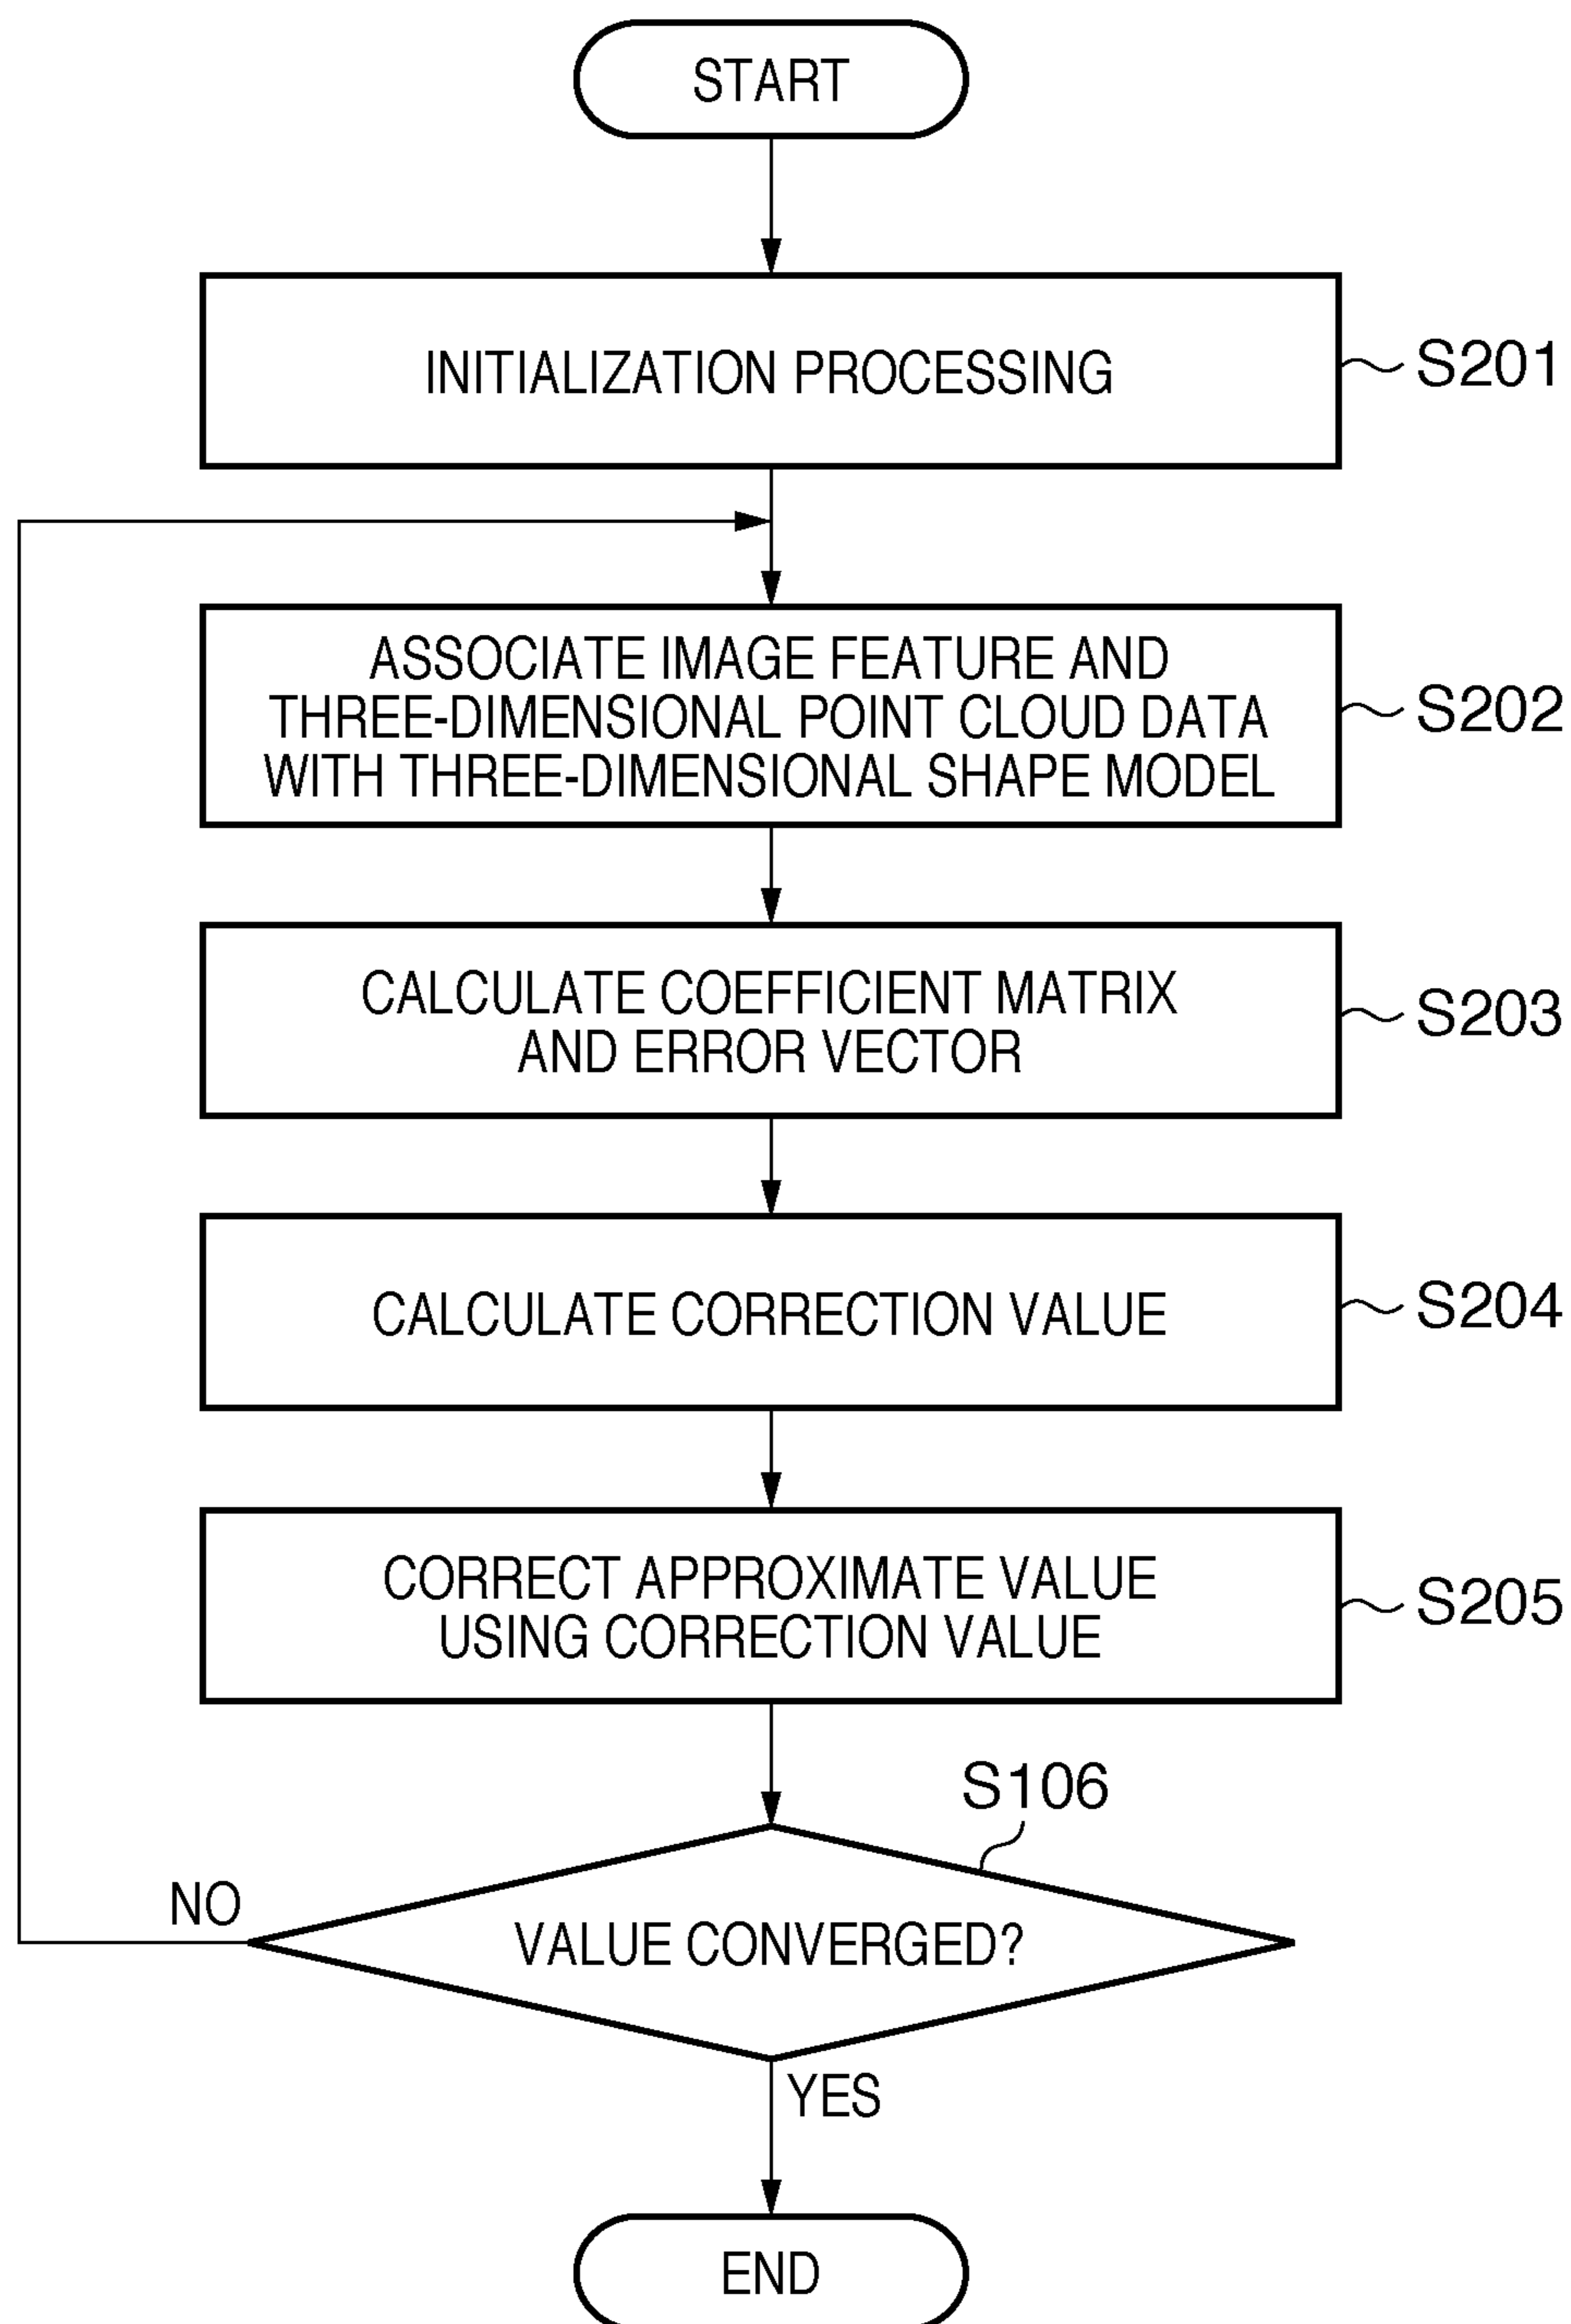 START
INITIALIZATION PROCESSING
S201
ASSOCIATE IMAGE FEATURE AND
THREE-DIMENSIONAL POINT CLOUD DATA
WITH THREE-DIMENSIONAL SHAPE MODEL
S202
CALCULATE COEFFICIENT MATRIX
AND ERROR VECTOR
S203
CALCULATE CORRECTION VALUE
S204
CORRECT APPROXIMATE VALUE
USING CORRECTION VALUE
S205
S106
NO
VALUE CONVERGED?
YES
END